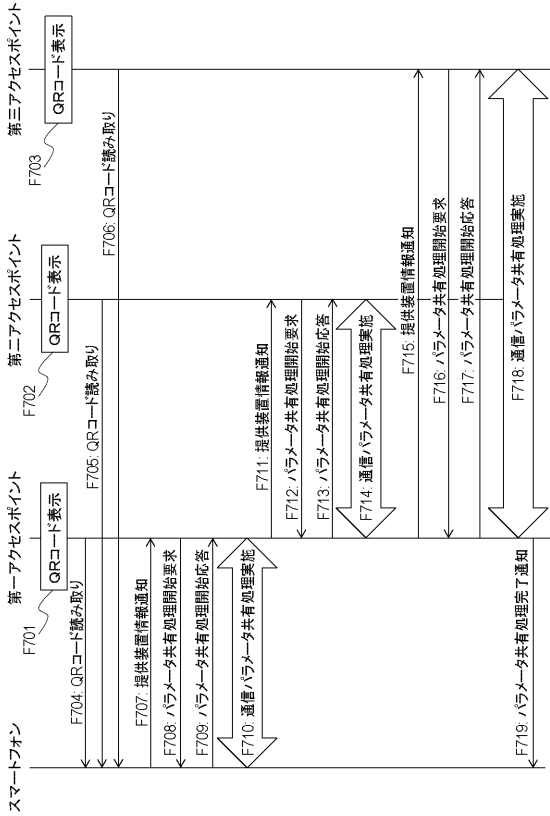 スマートフォン
第一アクセスポイント
第二アクセスポイント
第三アクセスポイント
F701
QRコード表示
F702
QRコード表示
F703
QRコード表示
F704: QRコード読み取り
F705: QRコード読み取り
F706: QRコード読み取り
F707: 提供装置情報通知
F708: パラメータ共有処理開始要求
F709: パラメータ共有処理開始応答
F710: 通信パラメータ共有処理実施
F711: 提供装置情報通知
F712: パラメータ共有処理開始要求
F713: パラメータ共有処理開始応答
F714: 通信パラメータ共有処理実施
F715: 提供装置情報通知
F716: パラメータ共有処理開始要求
F717: パラメータ共有処理開始応答
F718: 通信パラメータ共有処理実施
F719: パラメータ共有処理完了通知